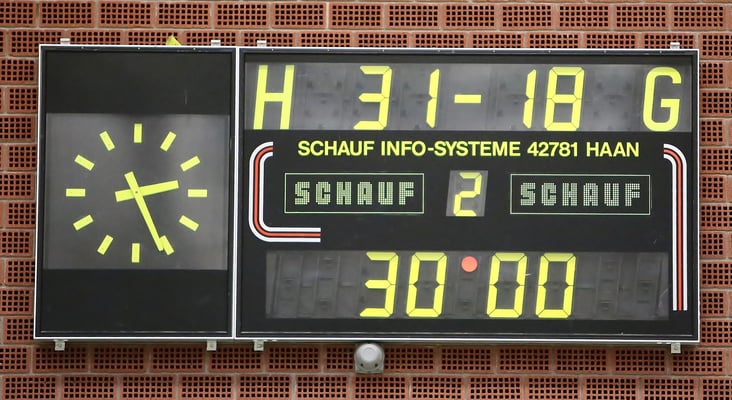 H 31-18 G
SCHAUF INFO-SYSTEME 42781 HAAN
SCHAUF 2 SCHAUF
30:00